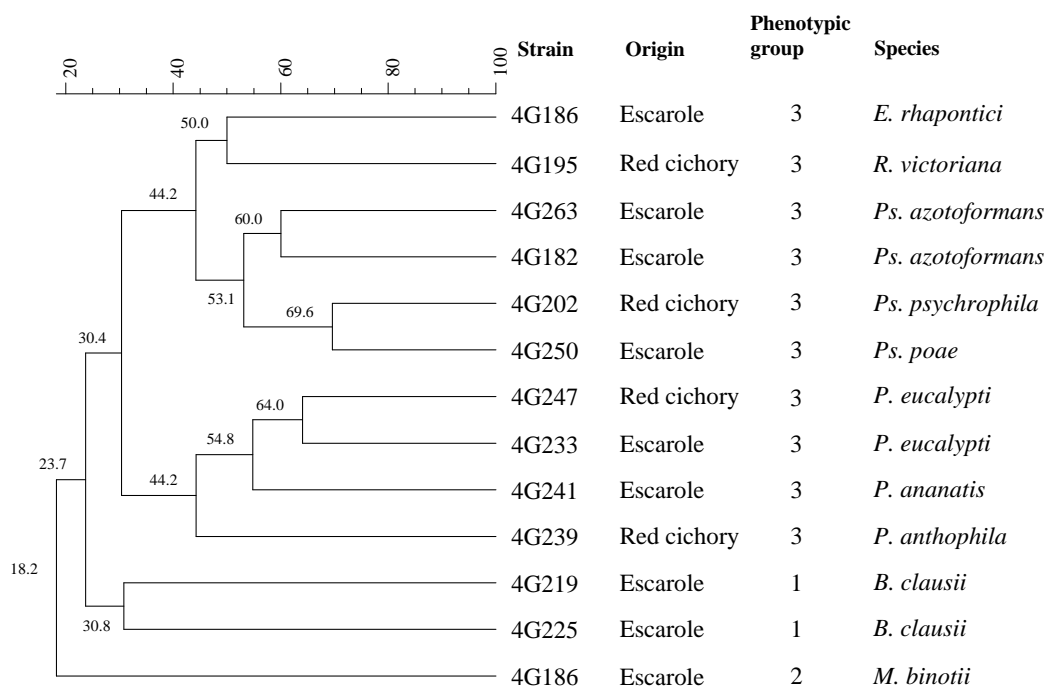 Phenotypic
20 40 60 80 100 Strain Origin group Species
4G186 Escarole 3 E. rhapontici
50.0
4G195 Red cichory 3 R. victoriana
44.2
4G263 Escarole 3 Ps. azotoformans
60.0
4G182 Escarole 3 Ps. azotoformans
53.1
4G202 Red cichory 3 Ps. psychrophila
69.6
30.4
4G250 Escarole 3 Ps. poae
4G247 Red cichory 3 P. eucalypti
64.0
4G233 Escarole 3 P. eucalypti
54.8
23.7
44.2
4G241 Escarole 3 P. ananatis
4G239 Red cichory 3 P. anthophila
18.2
4G219 Escarole 1 B. clausii
30.8
4G225 Escarole 1 B. clausii
4G186 Escarole 2 M. binotii